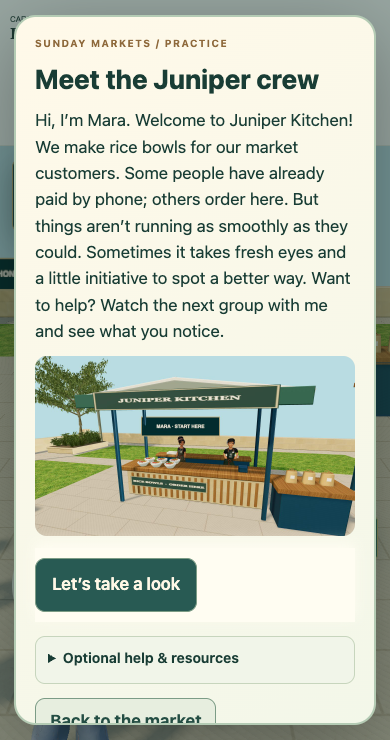 SUNDAY MARKETS / PRACTICE
Meet the Juniper crew
Hi, I’m Mara. Welcome to Juniper Kitchen!
We make rice bowls for our market
customers. Some people have already
paid by phone; others order here. But
things aren’t running as smoothly as they
could. Sometimes it takes fresh eyes and
a little initiative to spot a better way. Want
to help? Watch the next group with me
and see what you notice.
JUNIPER KITCHEN
MARA · START HERE
Let’s take a look
Optional help & resources
Back to the market